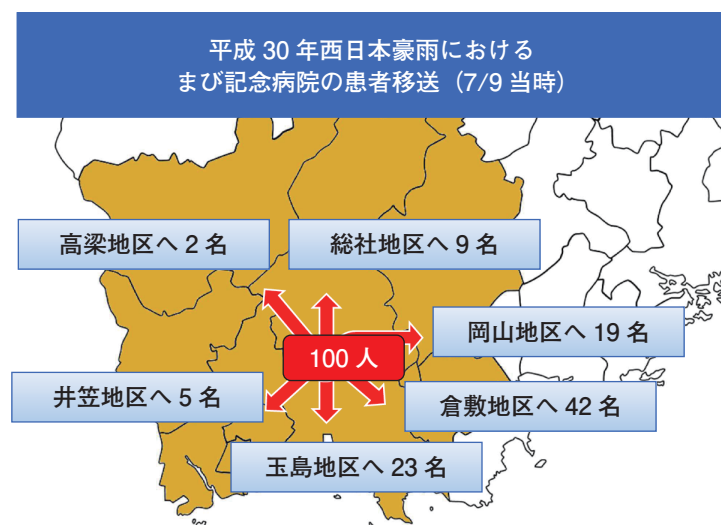 平成 30 年西日本豪雨における
まび記念病院の患者移送（7/9 当時）
高梁地区へ 2 名
総社地区へ 9 名
岡山地区へ 19 名
100 人
井笠地区へ 5 名
倉敷地区へ 42 名
玉島地区へ 23 名